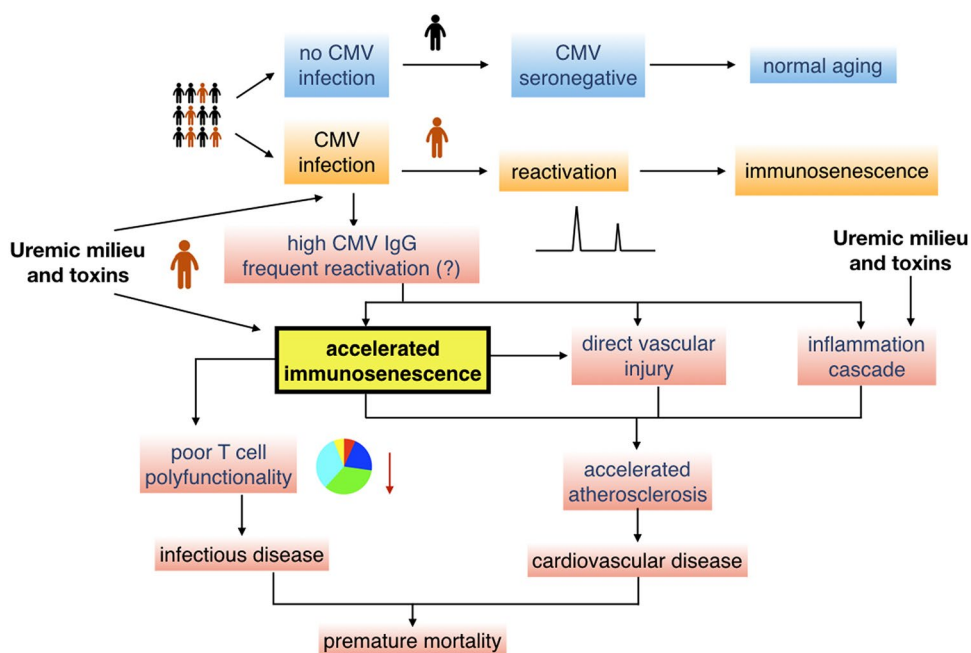 no CMV
infection
CMV
seronegative
normal aging
CMV
infection
reactivation
immunosenescence
Uremic milieu
and toxins
high CMV IgG
frequent reactivation (?)
Uremic milieu
and toxins
accelerated
immunosenescence
direct vascular
injury
inflammation
cascade
poor T cell
polyfunctionality
accelerated
atherosclerosis
infectious disease
cardiovascular disease
premature mortality